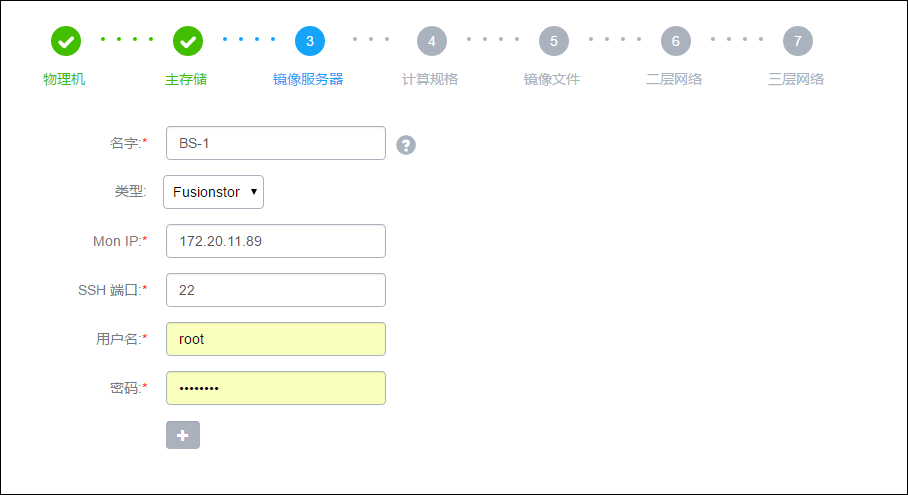 3 4 5 6 7
物理机 主存储 镜像服务器 计算规格 镜像文件 二层网络 三层网络
名字:* BS-1 ?
类型: Fusionstor
Mon IP:* 172.20.11.89
SSH 端口:* 22
用户名:* root
密码:* ••••••••